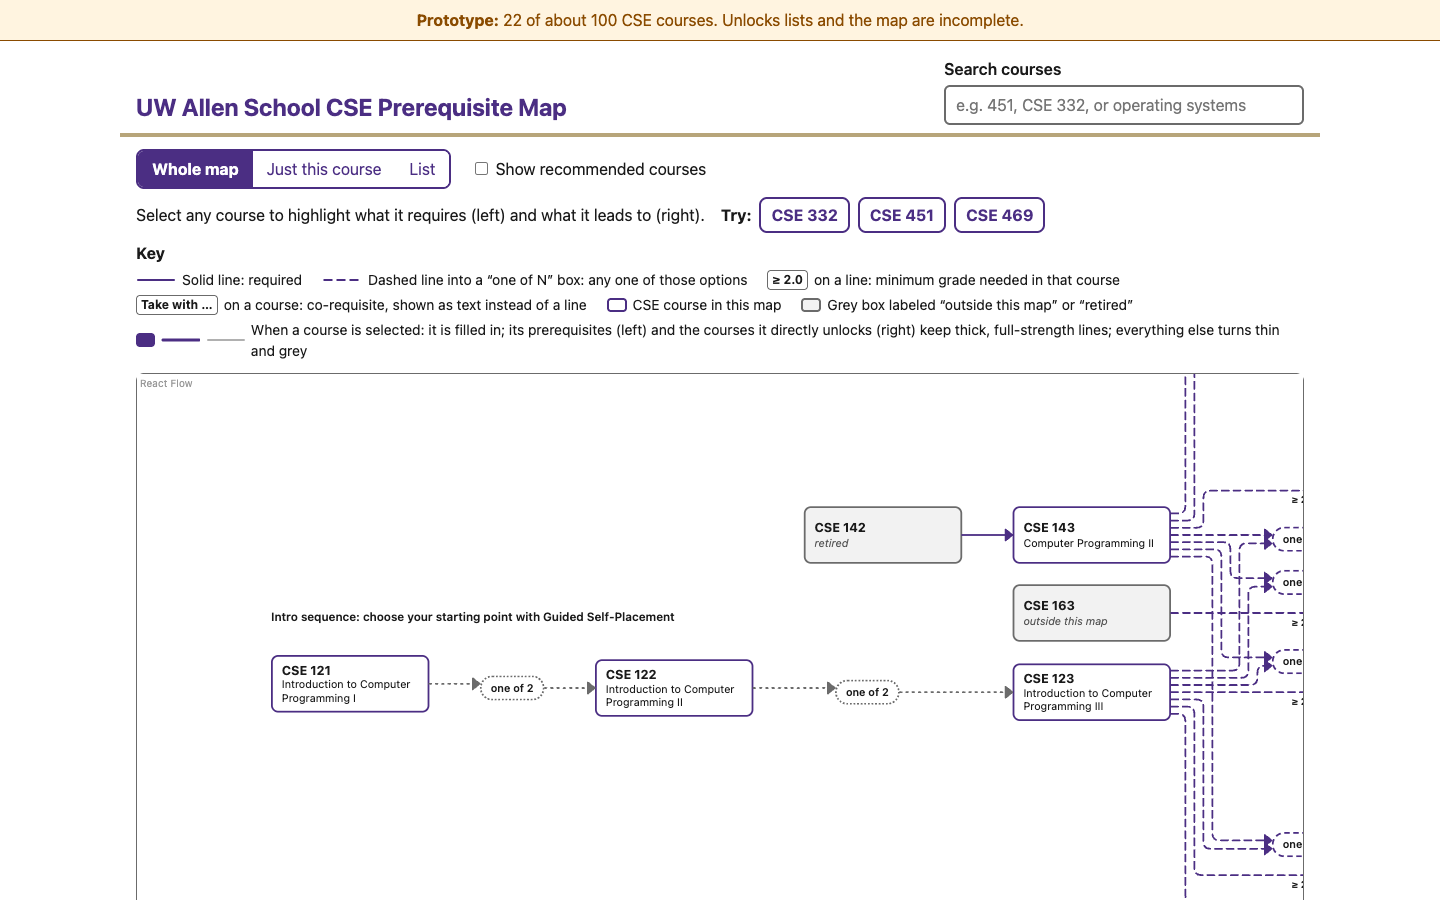 Prototype: 22 of about 100 CSE courses. Unlocks lists and the map are incomplete.
Search courses
UW Allen School CSE Prerequisite Map
e.g. 451, CSE 332, or operating systems
Whole map
Just this course
List
Show recommended courses
Select any course to highlight what it requires (left) and what it leads to (right).
Try:
CSE 332
CSE 451
CSE 469
Key
Solid line: required
Dashed line into a “one of N” box: any one of those options
≥ 2.0
on a line: minimum grade needed in that course
Take with ...
on a course: co-requisite, shown as text instead of a line
CSE course in this map
Grey box labeled “outside this map” or “retired”
When a course is selected: it is filled in; its prerequisites (left) and the courses it directly unlocks (right) keep thick, full-strength lines; everything else turns thin
and grey
React Flow
CSE 142
retired
CSE 143
Computer Programming II
CSE 163
outside this map
Intro sequence: choose your starting point with Guided Self-Placement
CSE 121
Introduction to Computer
Programming I
one of 2
CSE 122
Introduction to Computer
Programming II
one of 2
CSE 123
Introduction to Computer
Programming III
≥
one
one
≥
one
≥
one
≥